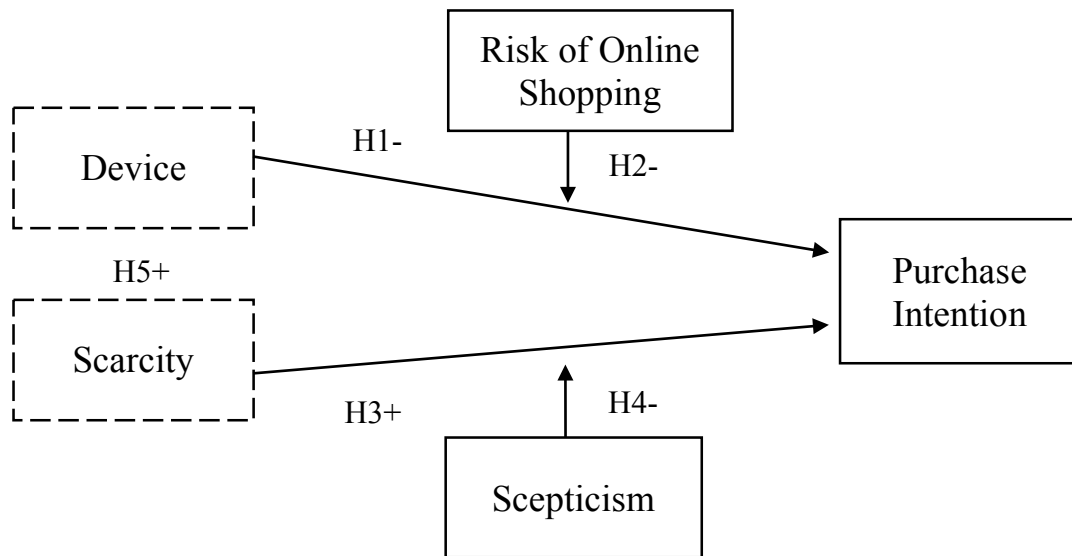 Risk of Online
Shopping
H1-
H2-
Device
H5+
Purchase
Intention
Scarcity
H3+
H4-
Scepticism